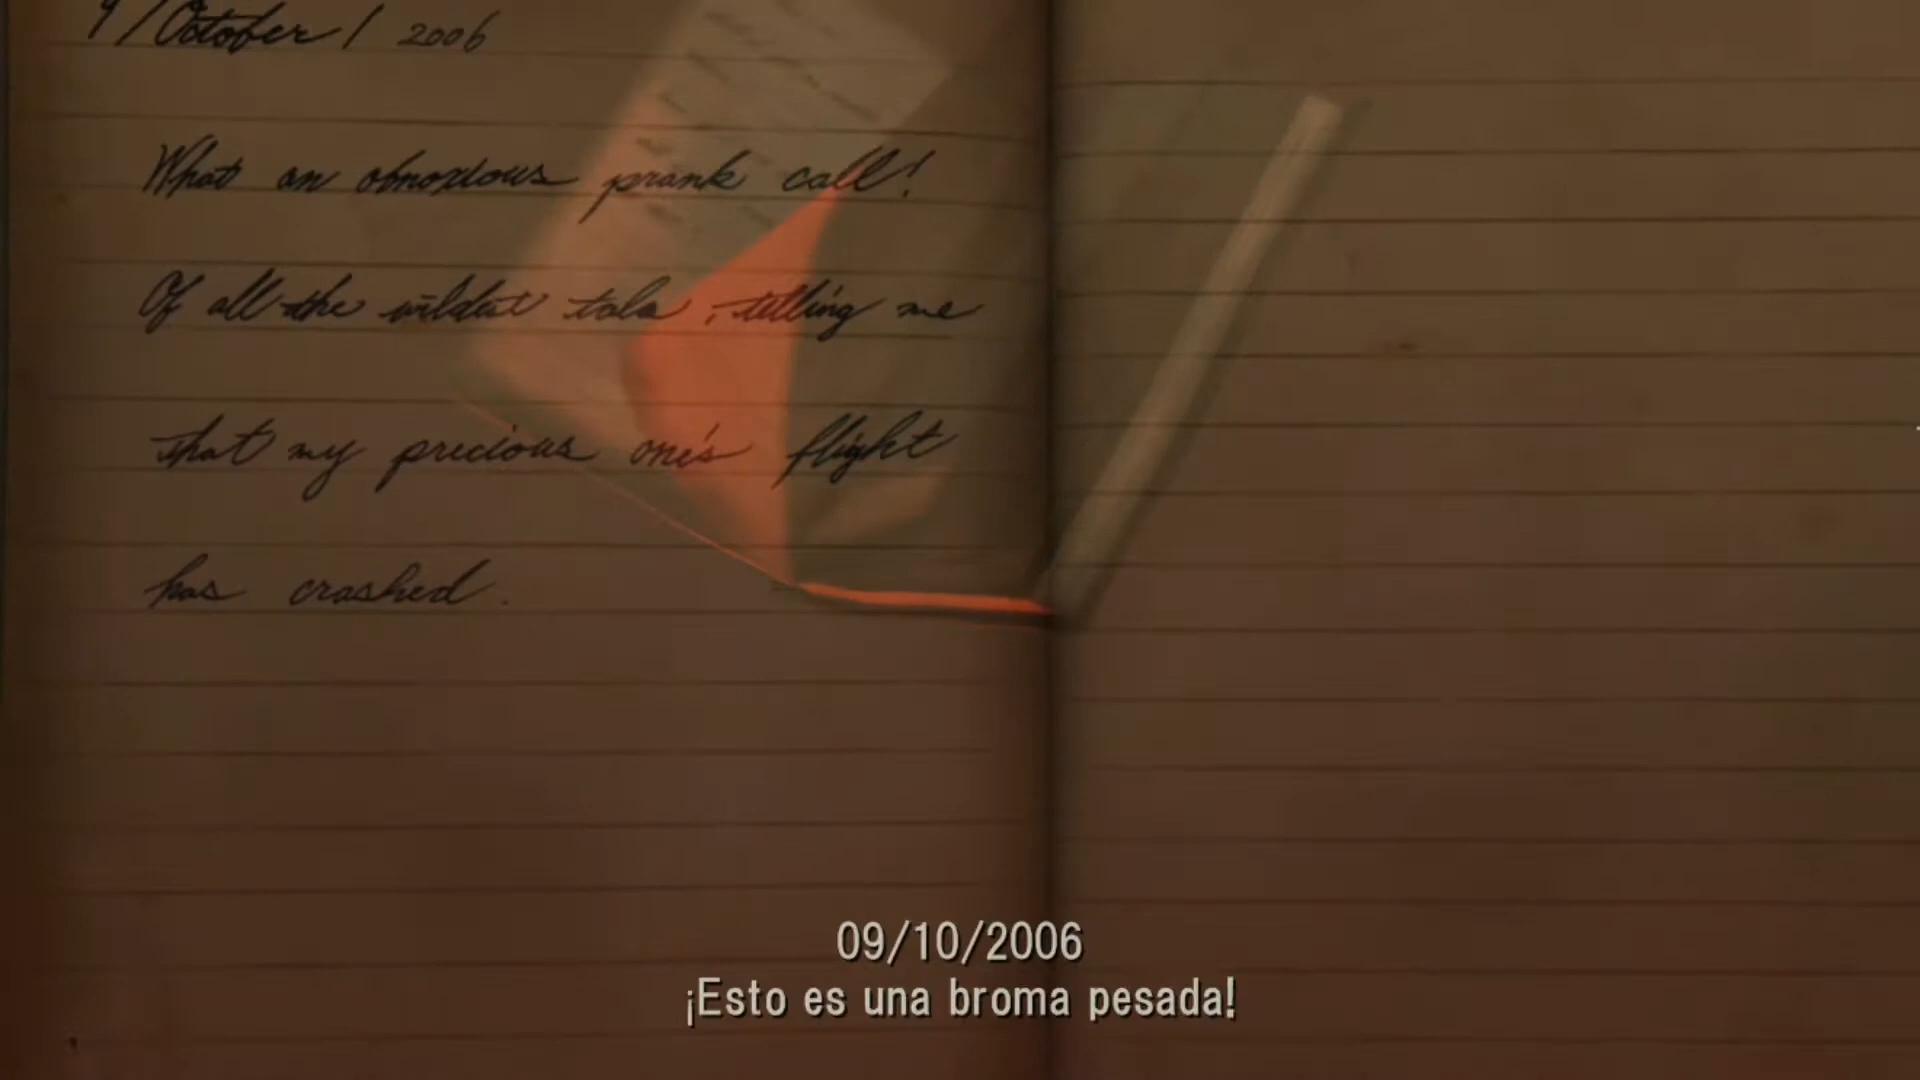 9/October/2006
What an obnoxious prank call!
Of all the wildest tales, telling me
that my precious one's flight
has crashed.
09/10/2006
¡Esto es una broma pesada!